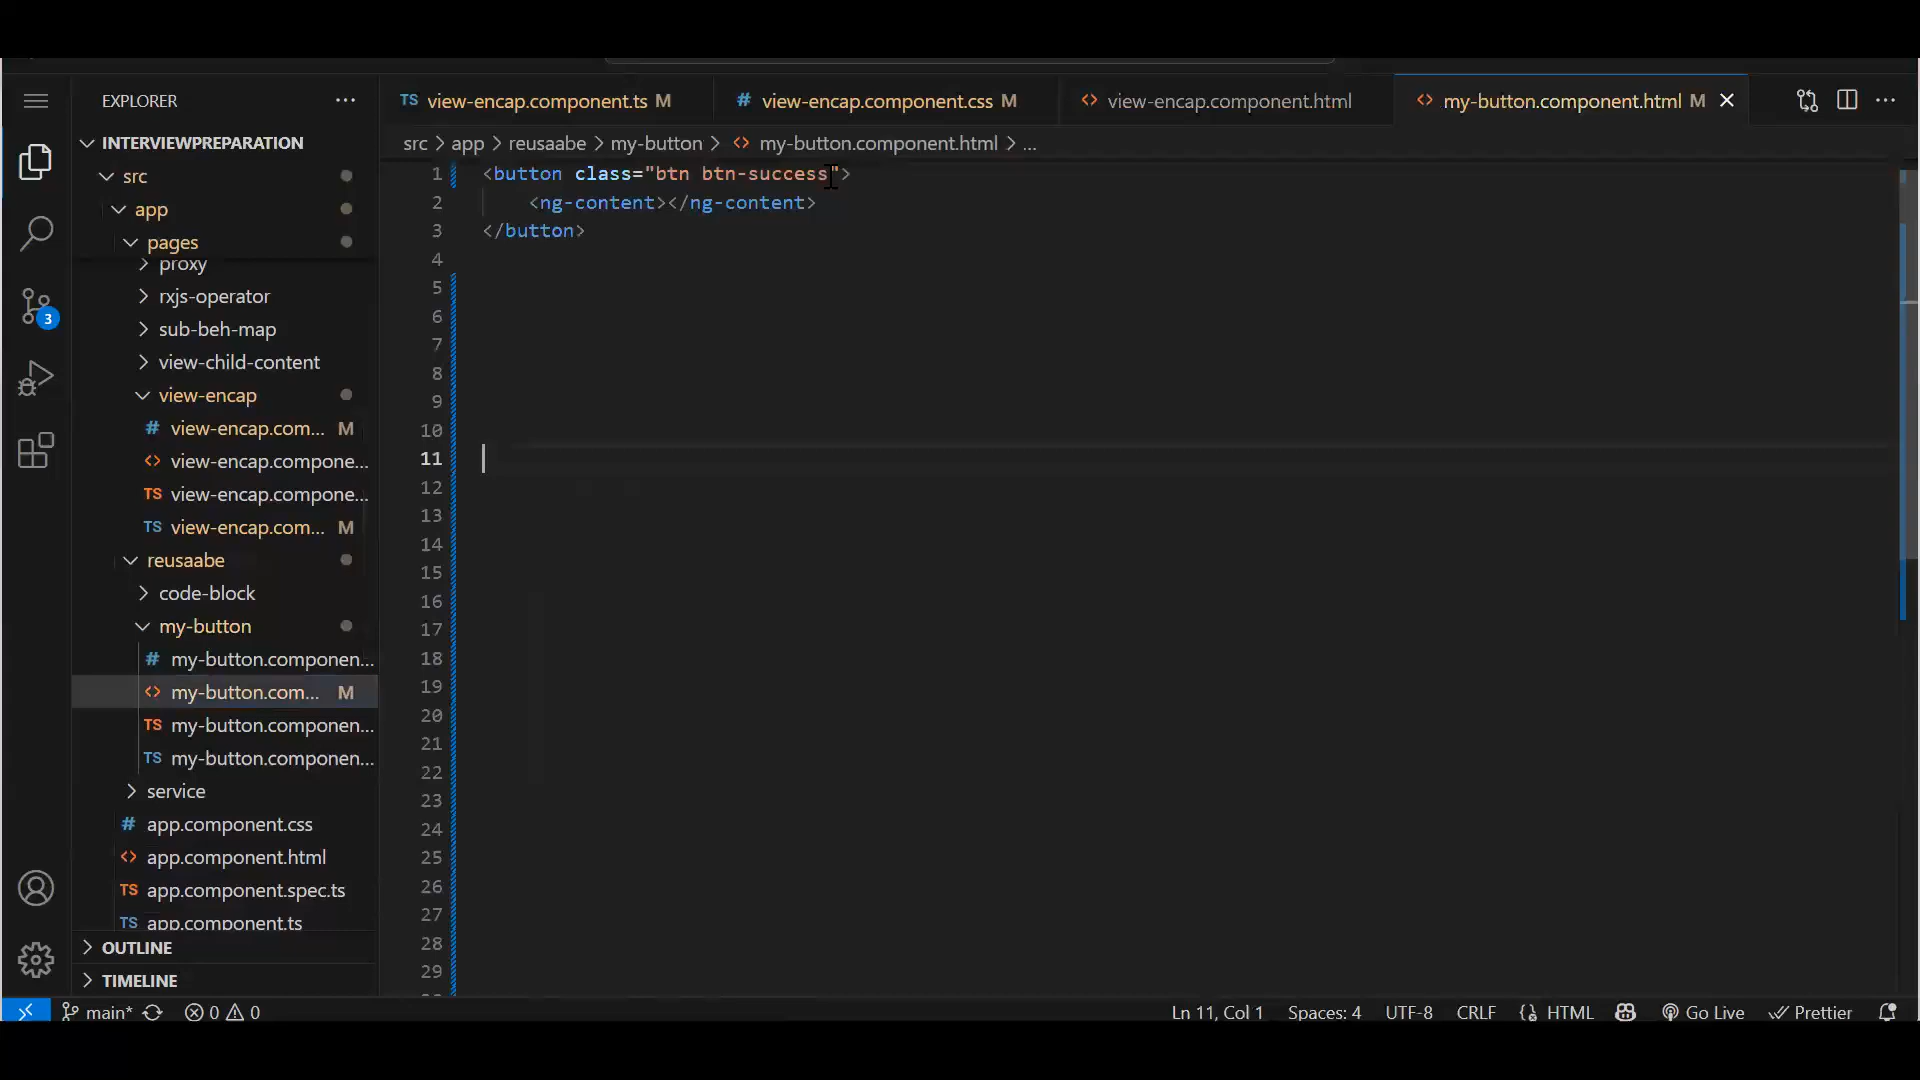 EXPLORER
INTERVIEWPREPARATION
src
app
pages
proxy
rxjs-operator
sub-beh-map
view-child-content
view-encap
view-encap.com... M
view-encap.compone...
view-encap.compone...
view-encap.com... M
reusaabe
code-block
my-button
my-button.componen...
my-button.com... M
my-button.componen...
my-button.componen...
service
app.component.css
app.component.html
app.component.spec.ts
app.component.ts
OUTLINE
TIMELINE
TS view-encap.component.ts M
# view-encap.component.css M
<> view-encap.component.html
<> my-button.component.html M
src > app > reusaabe > my-button > <> my-button.component.html > ...
1 <button class="btn btn-success">
2 <ng-content></ng-content>
3 </button>
4
5
6
7
8
9
10
11
12
13
14
15
16
17
18
19
20
21
22
23
24
25
26
27
28
29
3
main* 0 0 Ln 11, Col 1 Spaces: 4 UTF-8 CRLF HTML Go Live Prettier